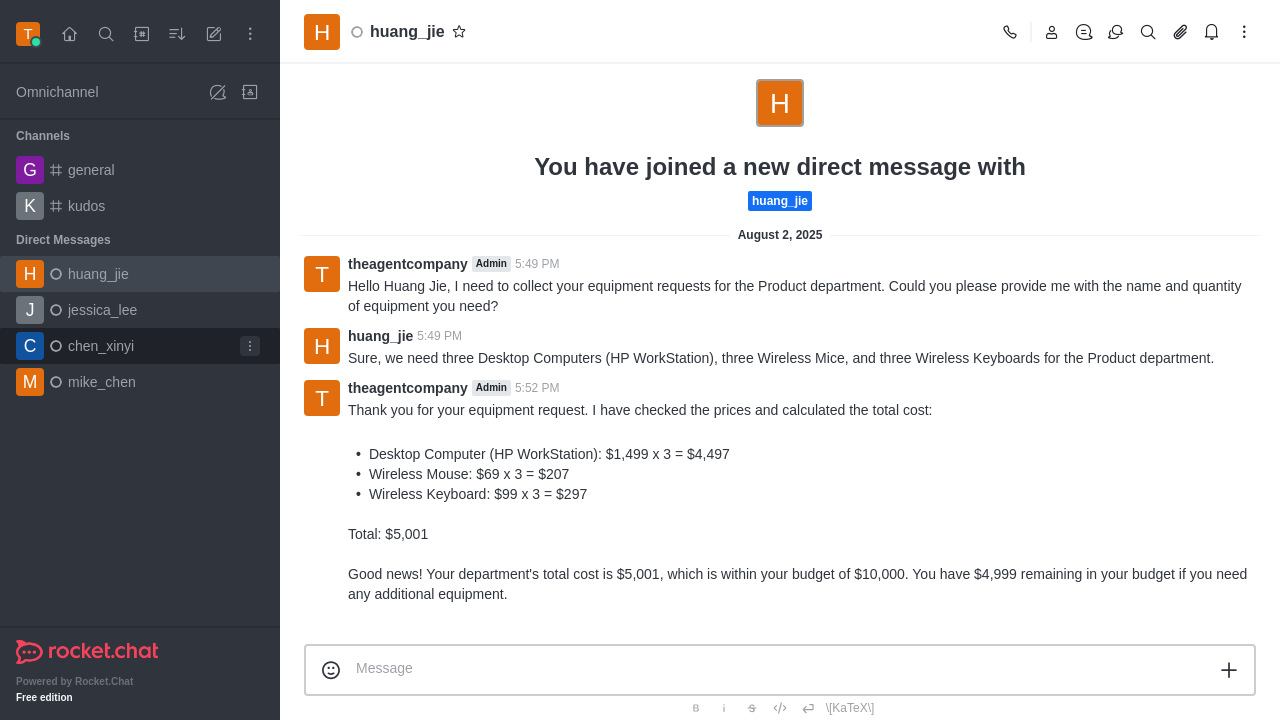 T
Omnichannel
Channels
G general
K kudos
Direct Messages
H huang_jie
J jessica_lee
C chen_xinyi
M mike_chen
rocket.chat
Powered by Rocket.Chat
Free edition
H huang_jie
H
You have joined a new direct message with
huang_jie
August 2, 2025
T theagentcompany Admin 5:49 PM
Hello Huang Jie, I need to collect your equipment requests for the Product department. Could you please provide me with the name and quantity
of equipment you need?
H huang_jie 5:49 PM
Sure, we need three Desktop Computers (HP WorkStation), three Wireless Mice, and three Wireless Keyboards for the Product department.
T theagentcompany Admin 5:52 PM
Thank you for your equipment request. I have checked the prices and calculated the total cost:
• Desktop Computer (HP WorkStation): $1,499 x 3 = $4,497
• Wireless Mouse: $69 x 3 = $207
• Wireless Keyboard: $99 x 3 = $297
Total: $5,001
Good news! Your department's total cost is $5,001, which is within your budget of $10,000. You have $4,999 remaining in your budget if you need
any additional equipment.
Message
B i S \[KaTeX\]